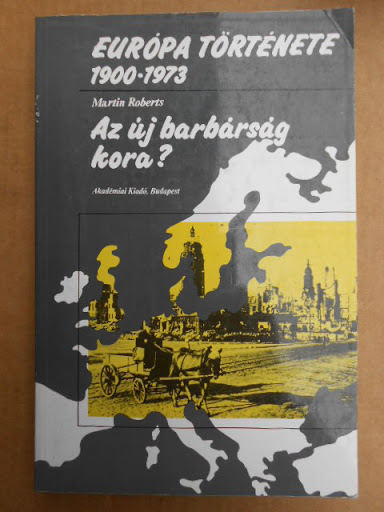 EURÓPA TÖRTÉNETE
1900-1973
Martin Roberts
Az új barbárság
kora?
Akadémiai Kiadó, Budapest